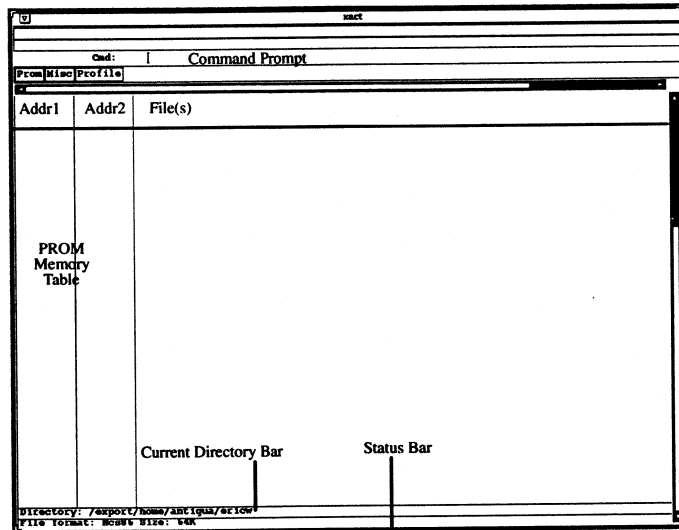 xact
Cmd: Command Prompt
Prom Misc Profile
Addr1 Addr2 File(s)
PROM
Memory
Table
Current Directory Bar Status Bar
Directory: /export/home/antigua/ericw
File format: Mcs86 Size: 64K